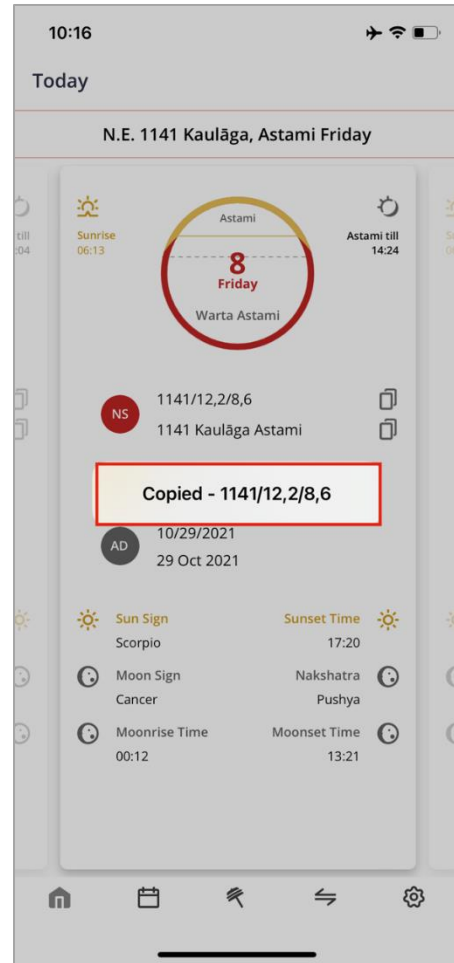 10:16
Today
N.E. 1141 Kaulāga, Astami Friday
till
:04
Sunrise
06:13
Astami
8
Friday
Warta Astami
Astami till
14:24
NS
1141/12,2/8,6
1141 Kaulāga Astami
Copied - 1141/12,2/8,6
AD
10/29/2021
29 Oct 2021
Sun Sign
Scorpio
Sunset Time
17:20
Moon Sign
Cancer
Nakshatra
Pushya
Moonrise Time
00:12
Moonset Time
13:21